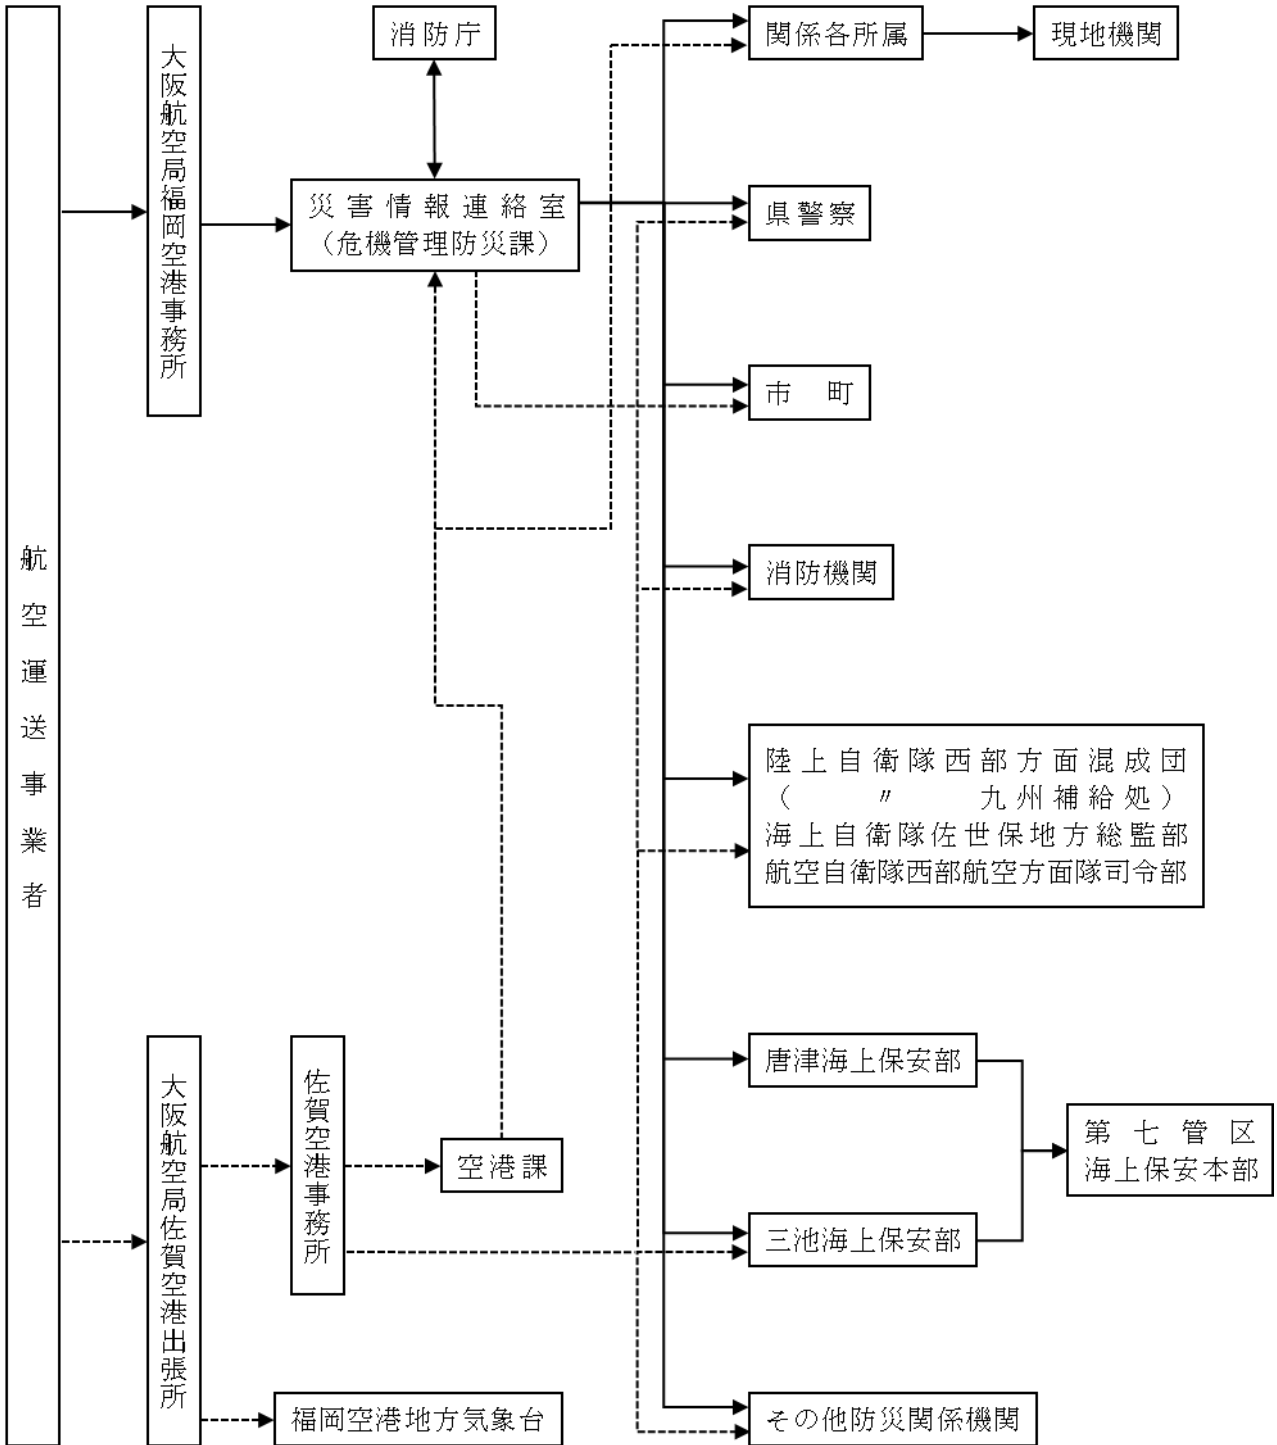 消防庁
関係各所属
現地機関
大阪航空局福岡空港事務所
災害情報連絡室
（危機管理防災課）
県警察
市　町
航空運送事業者
消防機関
陸上自衛隊西部方面混成団
（　　〃　　九州補給処）
海上自衛隊佐世保地方総監部
航空自衛隊西部航空方面隊司令部
大阪航空局佐賀空港出張所
佐賀空港事務所
空港課
唐津海上保安部
第七管区
海上保安本部
三池海上保安部
福岡空港地方気象台
その他防災関係機関